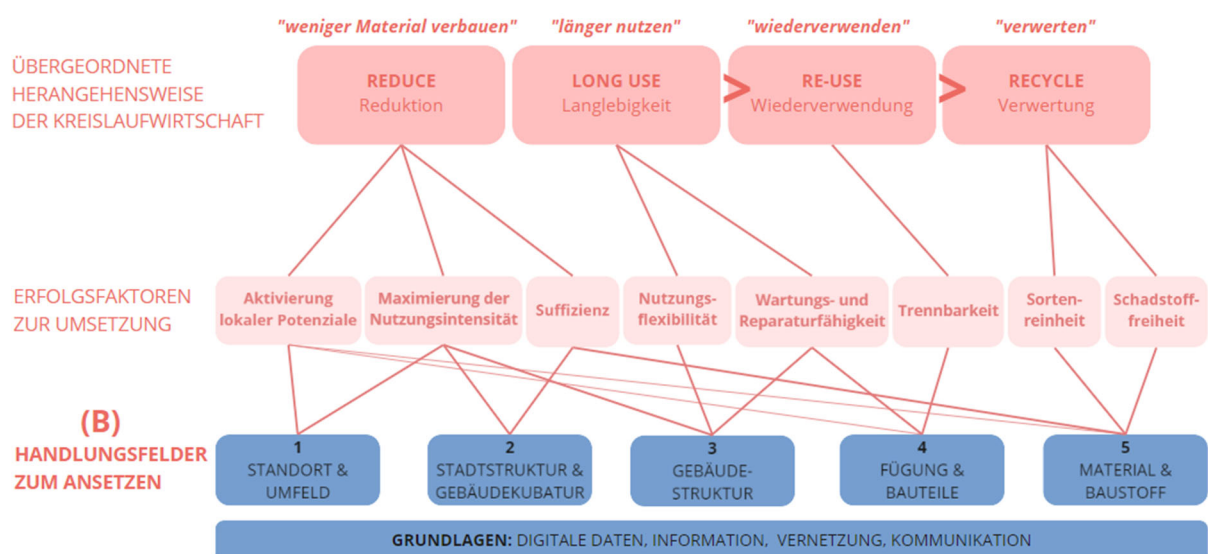 "weniger Material verbauen"
"länger nutzen"
"wiederverwenden"
"verwerten"
ÜBERGEORDNETE
HERANGEHENSWEISE
DER KREISLAUFWIRTSCHAFT
REDUCE
Reduktion
LONG USE
Langlebigkeit
>
RE-USE
Wiederverwendung
>
RECYCLE
Verwertung
ERFOLGSFAKTOREN
ZUR UMSETZUNG
Aktivierung
lokaler Potenziale
Maximierung der
Nutzungsintensität
Suffizienz
Nutzungs-
flexibilität
Wartungs- und
Reparaturfähigkeit
Trennbarkeit
Sorten-
reinheit
Schadstoff-
freiheit
(B)
HANDLUNGSFELDER
ZUM ANSETZEN
1
STANDORT &
UMFELD
2
STADTSTRUKTUR &
GEBÄUDEKUBATUR
3
GEBÄUDE-
STRUKTUR
4
FÜGUNG &
BAUTEILE
5
MATERIAL &
BAUSTOFF
GRUNDLAGEN: DIGITALE DATEN, INFORMATION, VERNETZUNG, KOMMUNIKATION